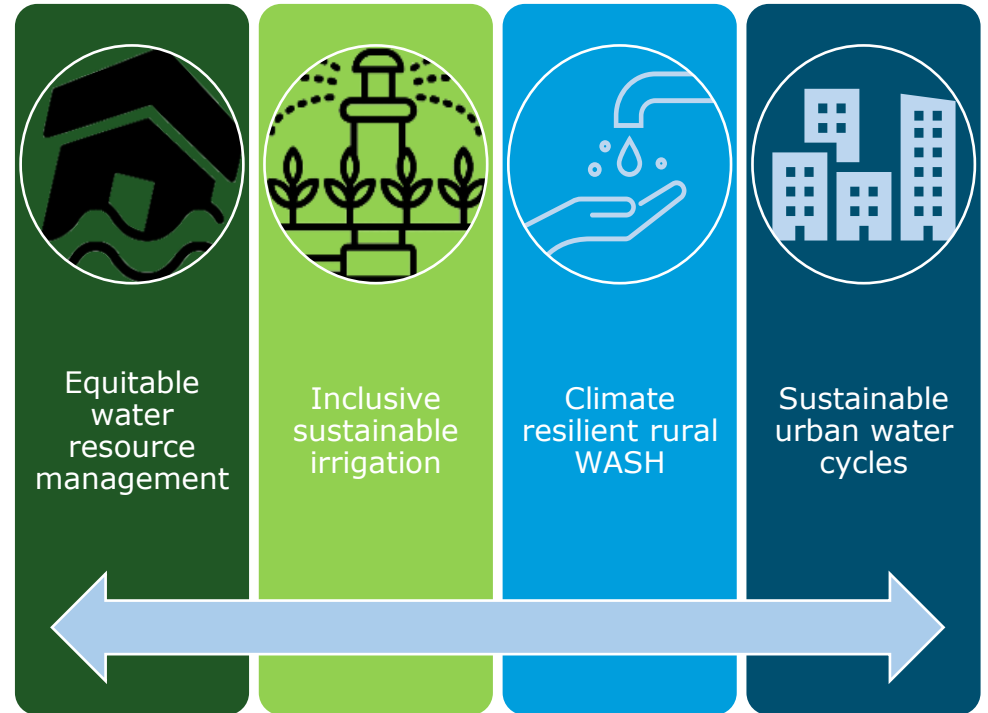 Equitable
water
resource
management
Inclusive
sustainable
irrigation
Climate
resilient rural
WASH
Sustainable
urban water
cycles